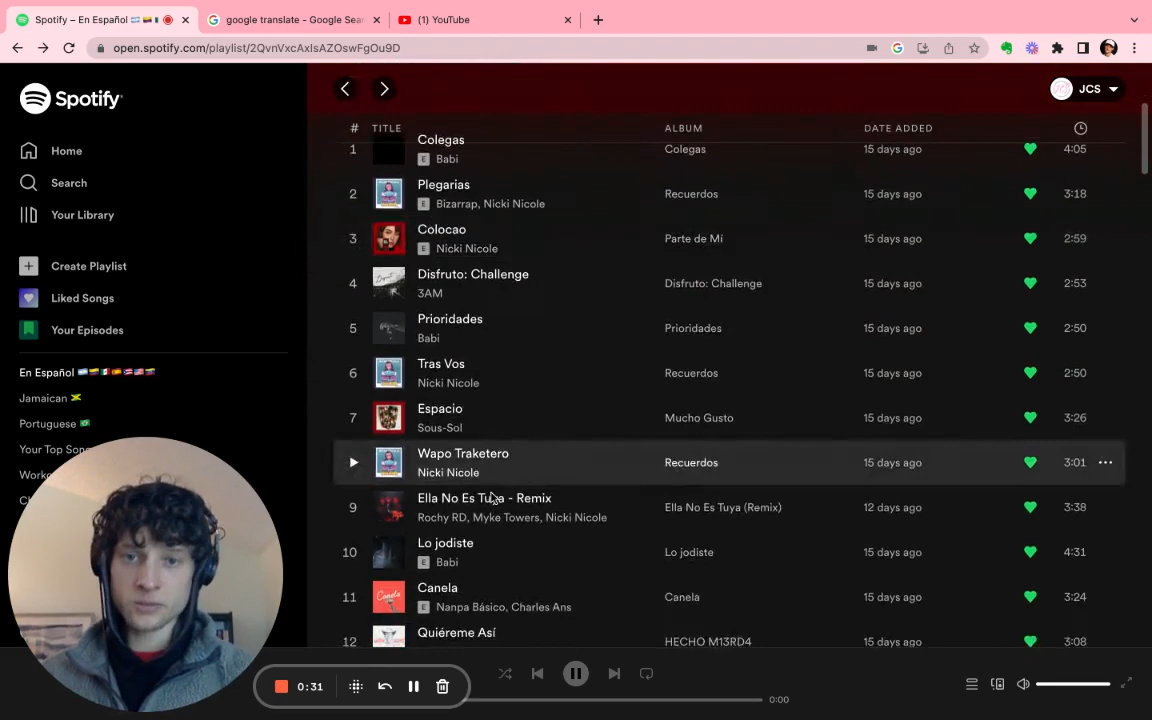 Spotify – En Español
google translate - Google Sear
(1) YouTube
open.spotify.com/playlist/2QvnVxcAxIsAZOswFgOu9D
Spotify
Home
Search
Your Library
Create Playlist
Liked Songs
Your Episodes
En Español
Jamaican
Portuguese
Your Top Song
JCS
# TITLE ALBUM DATE ADDED
1 Colegas Colegas 15 days ago 4:05
E Babi
2 Plegarias Recuerdos 15 days ago 3:18
E Bizarrap, Nicki Nicole
3 Colocao Parte de Mí 15 days ago 2:59
E Nicki Nicole
4 Disfruto: Challenge Disfruto: Challenge 15 days ago 2:53
3AM
5 Prioridades Prioridades 15 days ago 2:50
Babi
6 Tras Vos Recuerdos 15 days ago 2:50
Nicki Nicole
7 Espacio Mucho Gusto 15 days ago 3:26
Sous-Sol
Wapo Traketero Recuerdos 15 days ago 3:01
Nicki Nicole
9 Ella No Es Tuya - Remix Ella No Es Tuya (Remix) 12 days ago 3:38
Rochy RD, Myke Towers, Nicki Nicole
10 Lo jodiste Lo jodiste 15 days ago 4:31
E Babi
11 Canela Canela 15 days ago 3:24
E Nanpa Básico, Charles Ans
12 Quiéreme Así HECHO M13RD4 15 days ago 3:08
0:31
0:00